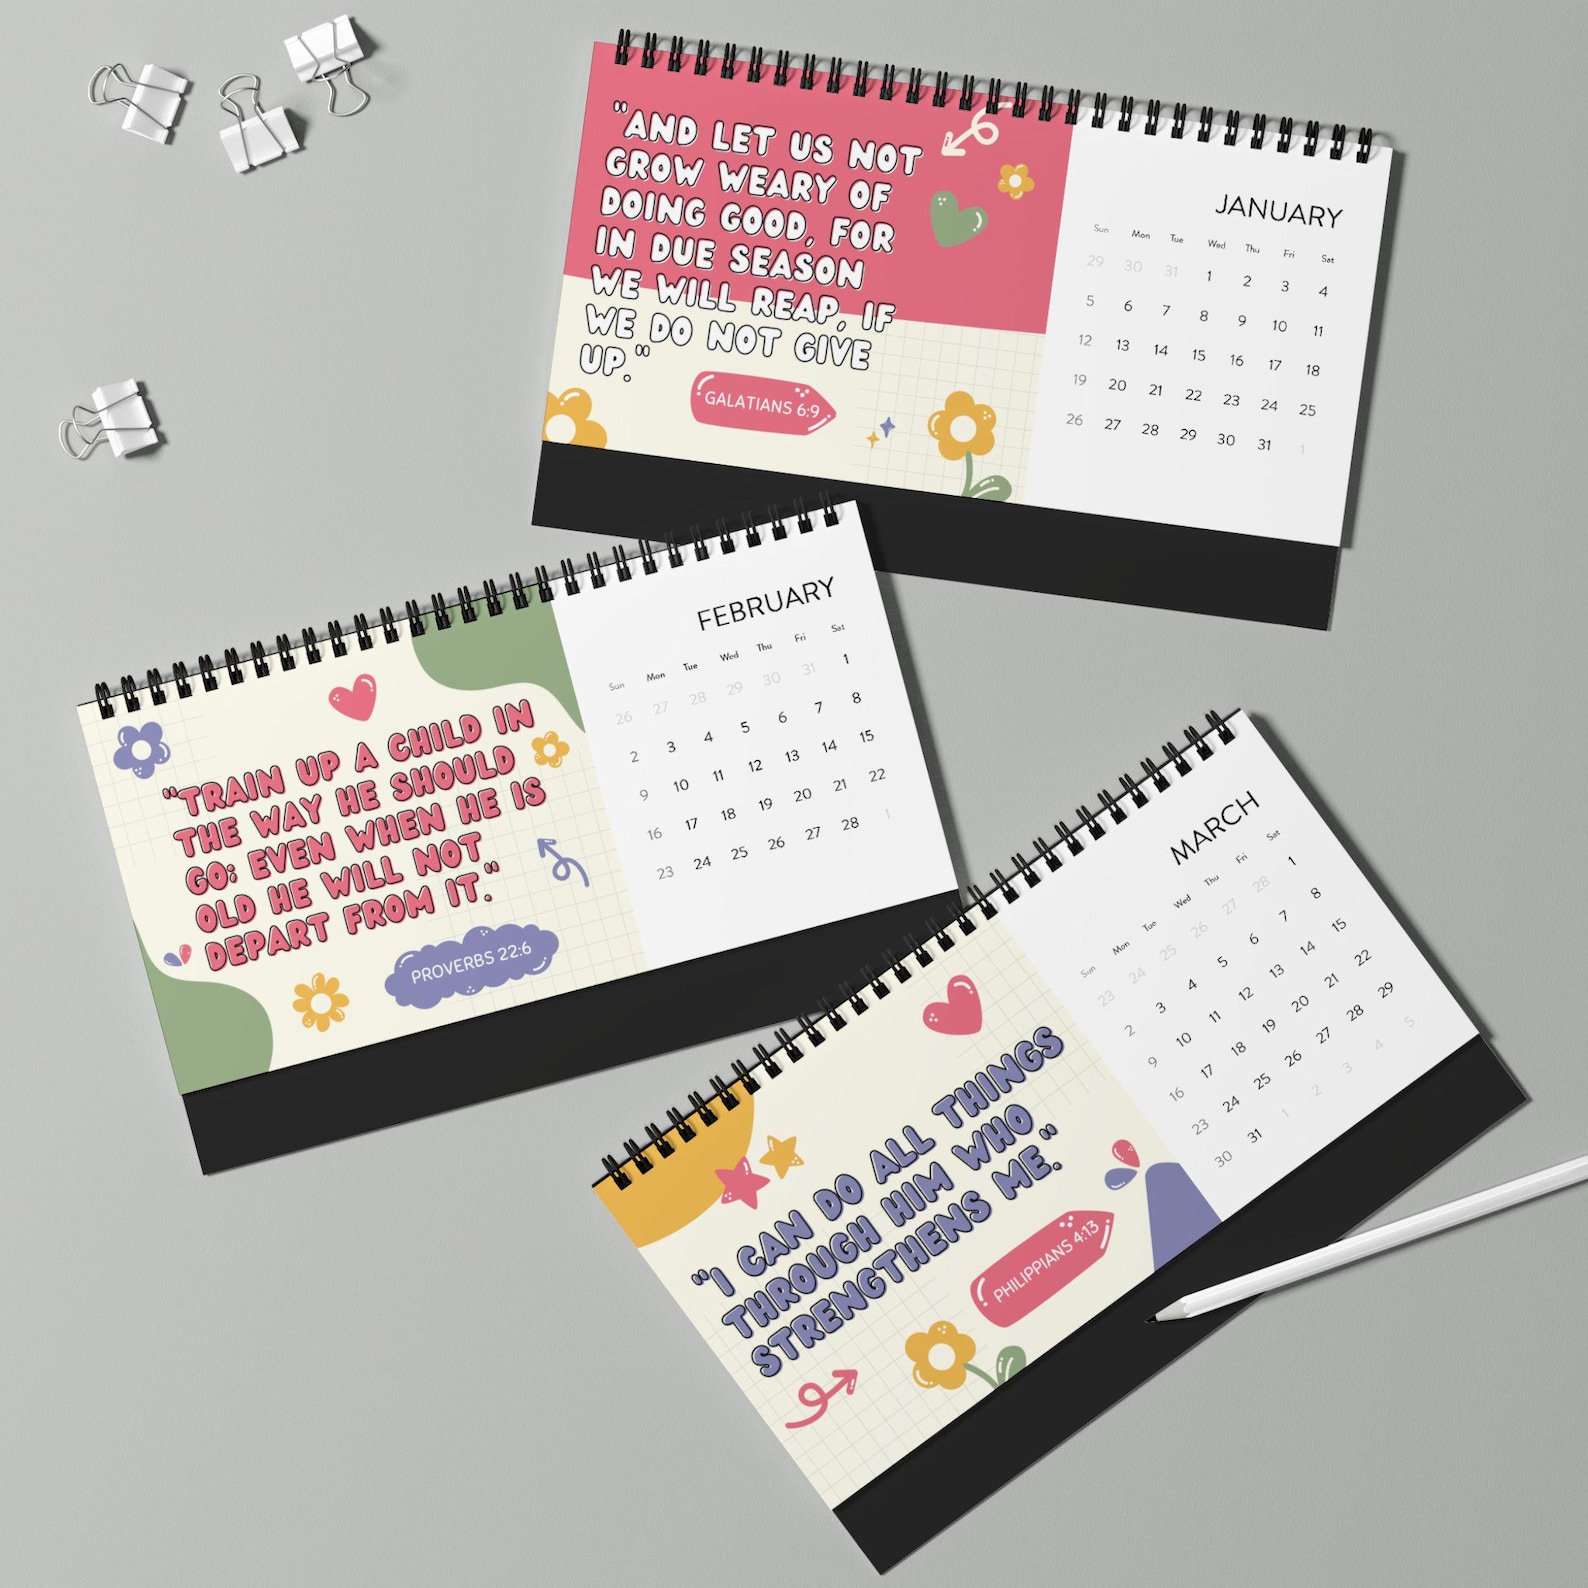 "AND LET US NOT
GROW WEARY OF
DOING GOOD, FOR
IN DUE SEASON
WE WILL REAP, IF
WE DO NOT GIVE
UP."
GALATIANS 6:9
JANUARY
Sun Mon Tue Wed Thu Fri Sat
29 30 31 1 2 3 4
5 6 7 8 9 10 11
12 13 14 15 16 17 18
19 20 21 22 23 24 25
26 27 28 29 30 31 1
"TRAIN UP A CHILD IN
THE WAY HE SHOULD
GO; EVEN WHEN HE IS
OLD HE WILL NOT
DEPART FROM IT."
PROVERBS 22:6
FEBRUARY
Sun Mon Tue Wed Thu Fri Sat
26 27 28 29 30 31 1
2 3 4 5 6 7 8
9 10 11 12 13 14 15
16 17 18 19 20 21 22
23 24 25 26 27 28 1
"I CAN DO ALL THINGS
THROUGH HIM WHO
STRENGTHENS ME."
PHILIPPIANS 4:13
MARCH
Sun Mon Tue Wed Thu Fri Sat
23 24 25 26 27 28 1
2 3 4 5 6 7 8
9 10 11 12 13 14 15
16 17 18 19 20 21 22
23 24 25 26 27 28 29
30 31 1 2 3 4 5